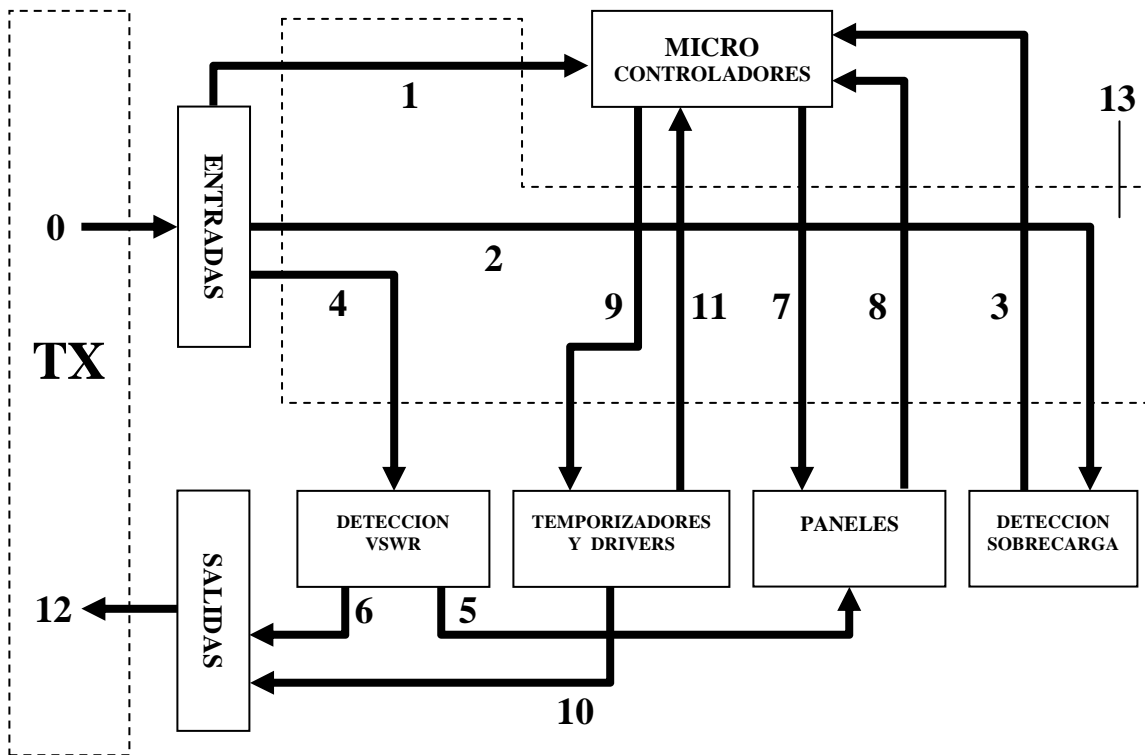 MICRO
CONTROLADORES
1
13
ENTRADAS
0
2
4
9
11
7
8
3
TX
DETECCION
VSWR
TEMPORIZADORES
Y DRIVERS
PANELES
DETECCION
SOBRECARGA
SALIDAS
12
6
5
10